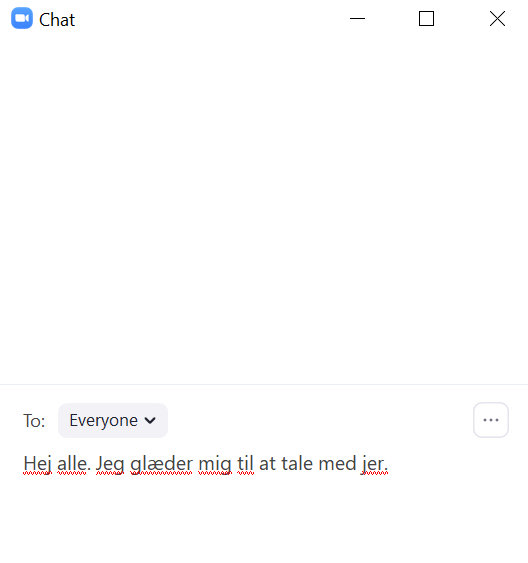 Chat
To: Everyone
Hej alle. Jeg glæder mig til at tale med jer.